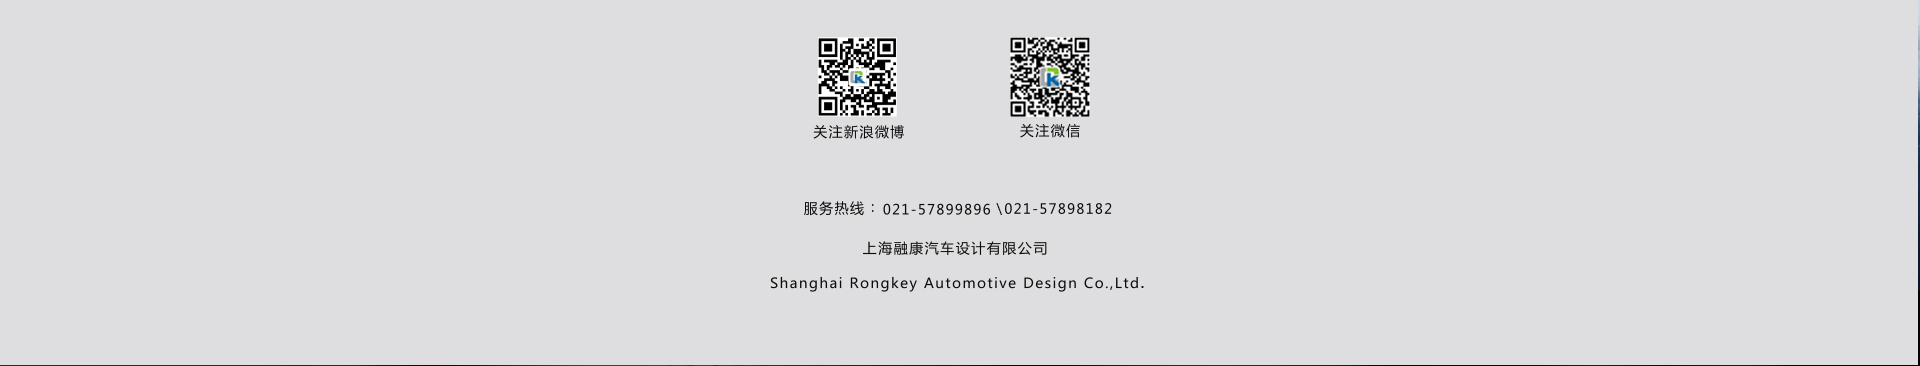 关注新浪微博 关注微信
服务热线：021-57899896 \021-57898182
上海融康汽车设计有限公司
Shanghai Rongkey Automotive Design Co.,Ltd.